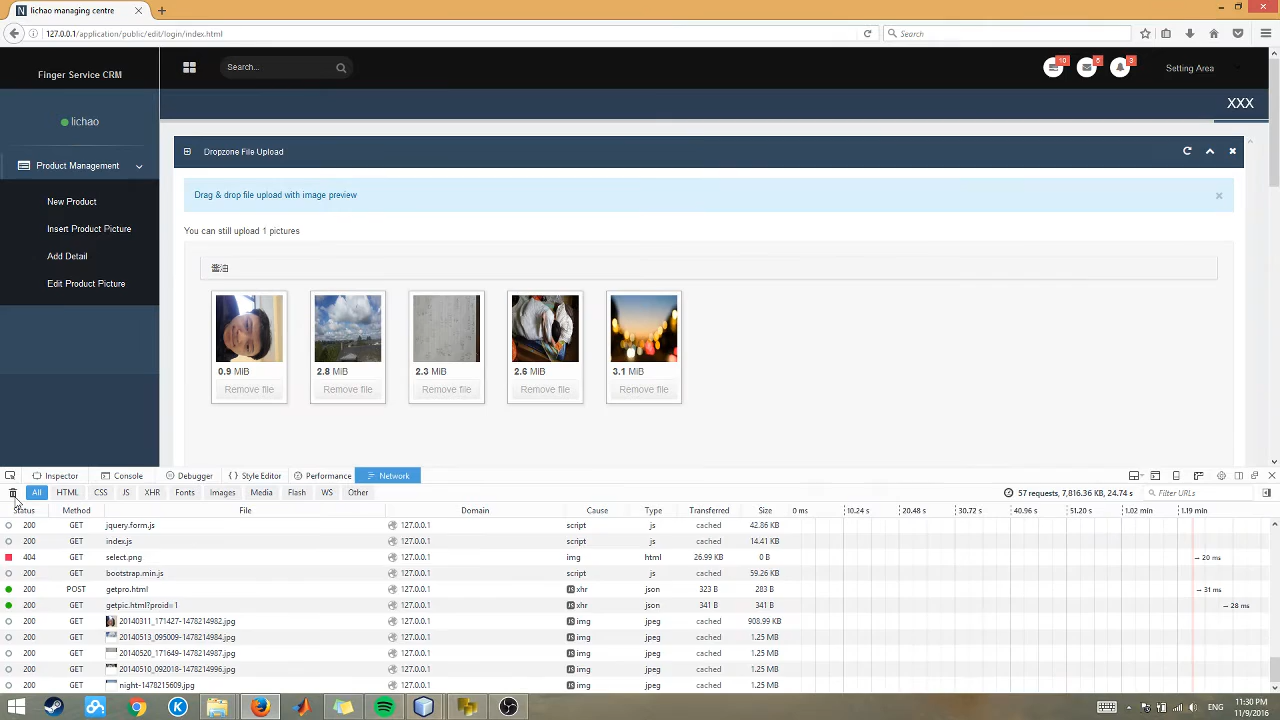 lichao managing centre
127.0.0.1/application/public/edit/login/index.html
Search
Finger Service CRM
Search...
10
6
3
Setting Area
lichao
XXX
Product Management
Dropzone File Upload
New Product
Drag & drop file upload with image preview
Insert Product Picture
You can still upload 1 pictures
Add Detail
酱油
Edit Product Picture
0.9 MiB
2.8 MiB
2.3 MiB
2.6 MiB
3.1 MiB
Remove file
Remove file
Remove file
Remove file
Remove file
Inspector Console Debugger Style Editor Performance Network
All HTML CSS JS XHR Fonts Images Media Flash WS Other 57 requests, 7,816.36 KB, 24.74 s Filter URLs
Status Method File Domain Cause Type Transferred Size 0 ms 10.24 s 20.48 s 30.72 s 40.96 s 51.20 s 1.02 min 1.19 min
200 GET jquery.form.js 127.0.0.1 script js cached 42.86 KB
200 GET index.js 127.0.0.1 script js cached 14.41 KB
404 GET select.png 127.0.0.1 img html 26.99 KB 0 B → 20 ms
200 GET bootstrap.min.js 127.0.0.1 script js cached 59.26 KB
200 POST getpro.html 127.0.0.1 JS xhr json 323 B 283 B → 31 ms
200 GET getpic.html?proid=1 127.0.0.1 JS xhr json 341 B 341 B → 28 ms
200 GET 20140311_171427-1478214982.jpg 127.0.0.1 JS img jpeg cached 908.99 KB
200 GET 20140513_095009-1478214984.jpg 127.0.0.1 JS img jpeg cached 1.25 MB
200 GET 20140520_171649-1478214987.jpg 127.0.0.1 JS img jpeg cached 1.25 MB
200 GET 20140510_092018-1478214996.jpg 127.0.0.1 JS img jpeg cached 1.25 MB
200 GET night-1478215609.jpg 127.0.0.1 JS img jpeg cached 1.25 MB
ENG
11:30 PM
11/9/2016